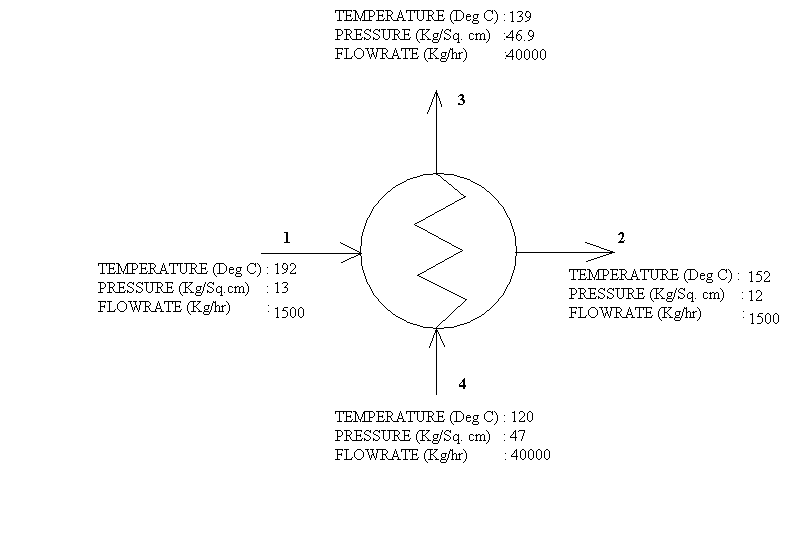 TEMPERATURE (Deg C) : 139
PRESSURE (Kg/Sq. cm) : 46.9
FLOWRATE (Kg/hr) : 40000
3
1
2
TEMPERATURE (Deg C) : 192
PRESSURE (Kg/Sq.cm) : 13
FLOWRATE (Kg/hr) : 1500
TEMPERATURE (Deg C) : 152
PRESSURE (Kg/Sq. cm) : 12
FLOWRATE (Kg/hr) : 1500
4
TEMPERATURE (Deg C) : 120
PRESSURE (Kg/Sq. cm) : 47
FLOWRATE (Kg/hr) : 40000